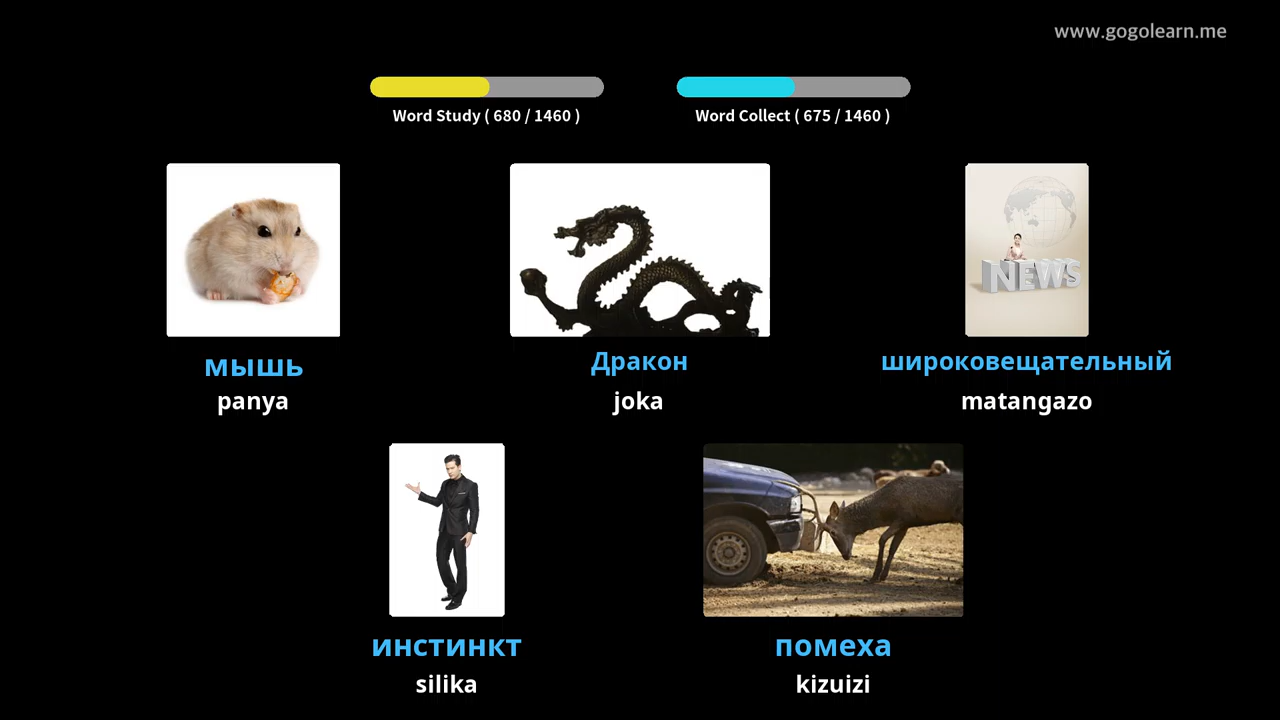 www.gogolearn.me
Word Study ( 680 / 1460 )
Word Collect ( 675 / 1460 )
NEWS
мышь
panya
Дракон
joka
широковещательный
matangazo
инстинкт
silika
помеха
kizuizi